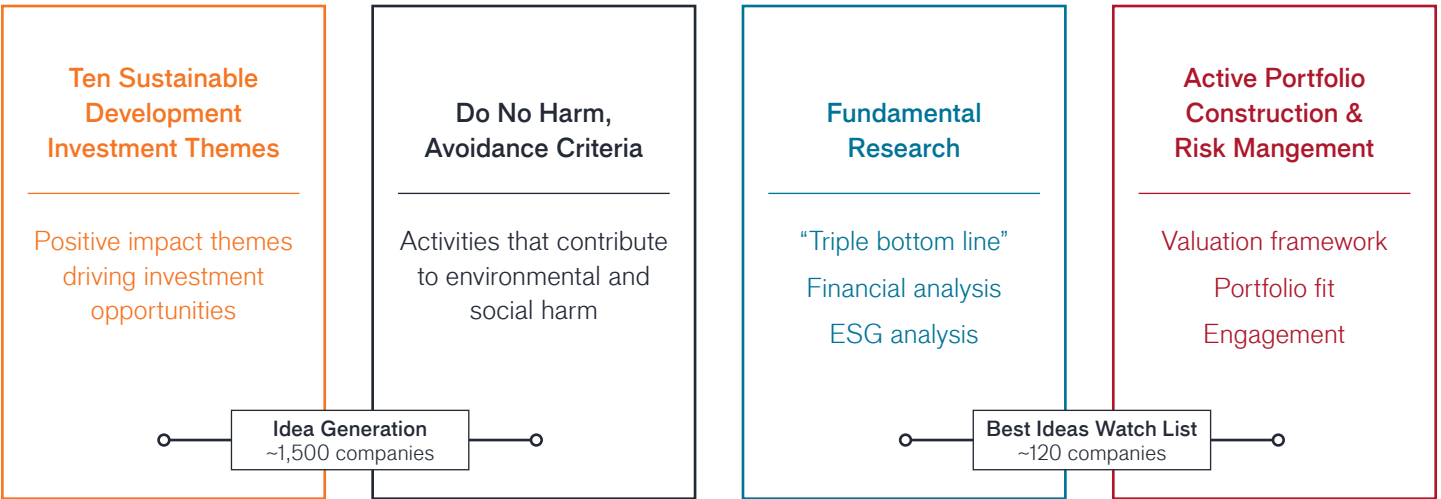 Ten Sustainable
Development
Investment Themes
Positive impact themes
driving investment
opportunities
Do No Harm,
Avoidance Criteria
Activities that contribute
to environmental and
social harm
Idea Generation
~1,500 companies
Fundamental
Research
“Triple bottom line”
Financial analysis
ESG analysis
Active Portfolio
Construction &
Risk Mangement
Valuation framework
Portfolio fit
Engagement
Best Ideas Watch List
~120 companies